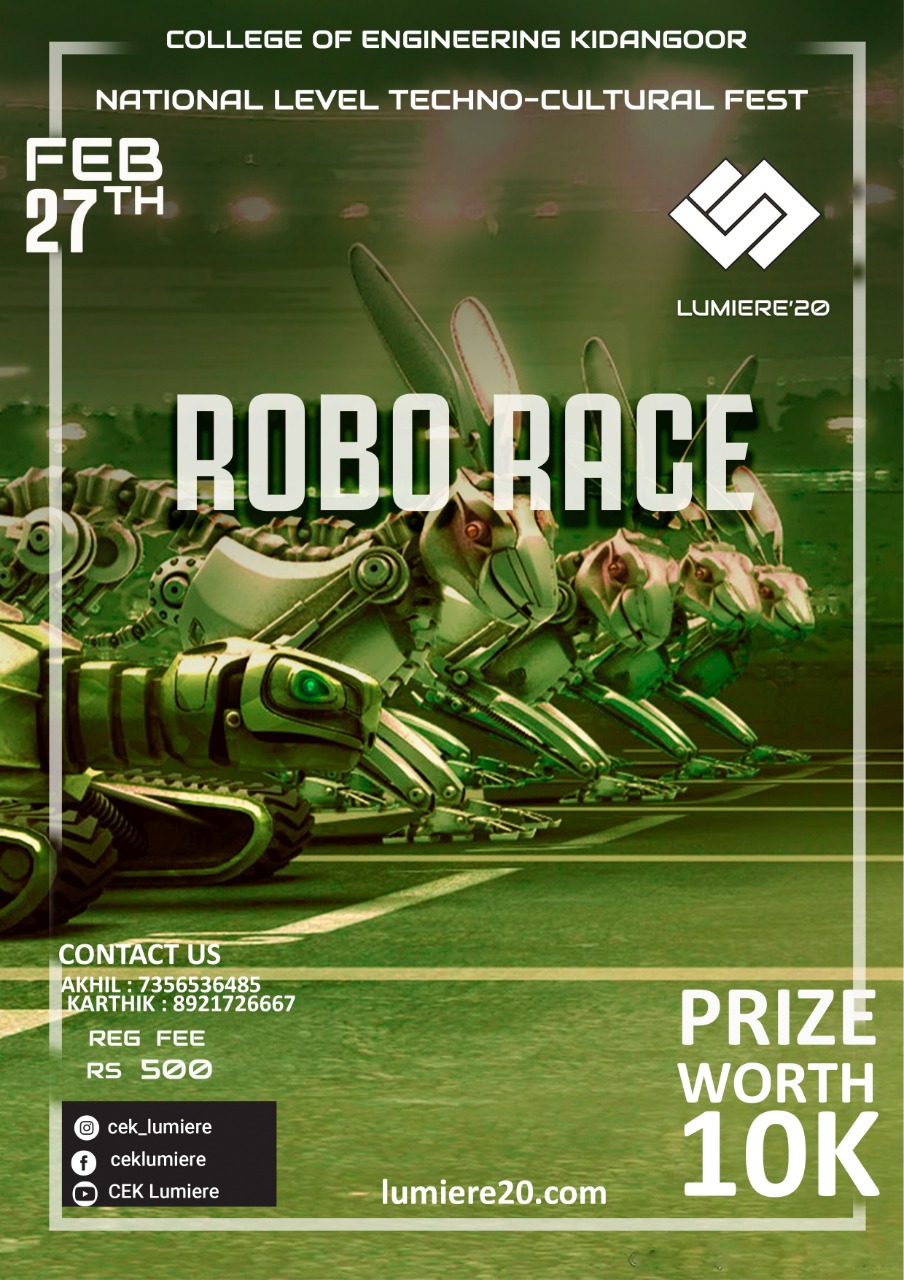 COLLEGE OF ENGINEERING KIDANGOOR
NATIONAL LEVEL TECHNO-CULTURAL FEST
FEB
27TH
LUMIERE'20
ROBO RACE
CONTACT US
AKHIL : 7356536485
KARTHIK : 8921726667
REG FEE
RS 500
cek_lumiere
ceklumiere
CEK Lumiere
lumiere20.com
PRIZE
WORTH
10K